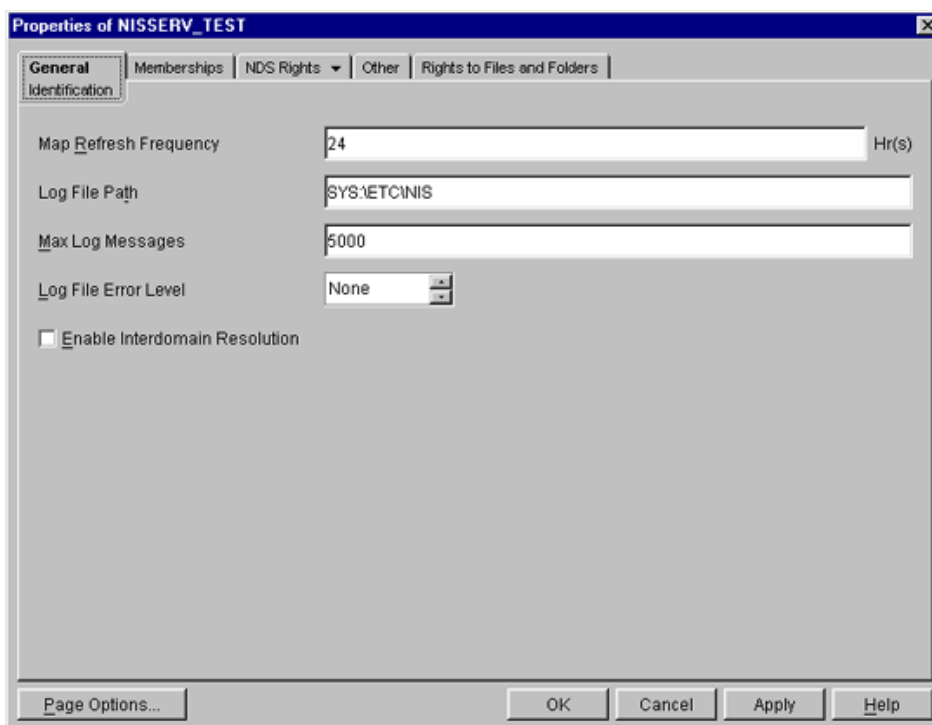 Properties of NISSERV_TEST
General Memberships NDS Rights Other Rights to Files and Folders
Identification
Map Refresh Frequency 24 Hr(s)
Log File Path SYS:\ETC\NIS
Max Log Messages 5000
Log File Error Level None
Enable Interdomain Resolution
Page Options... OK Cancel Apply Help